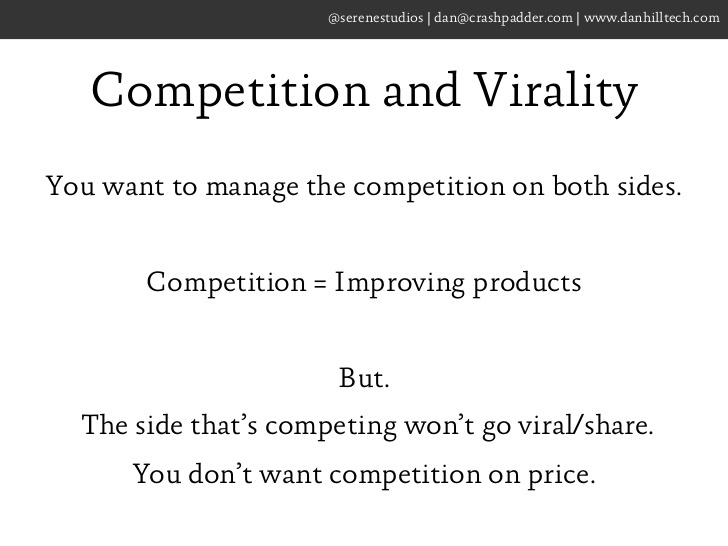 @serenestudios | dan@crashpadder.com | www.danhilltech.com
Competition and Virality
You want to manage the competition on both sides.
Competition = Improving products
But.
The side that’s competing won’t go viral/share.
You don’t want competition on price.